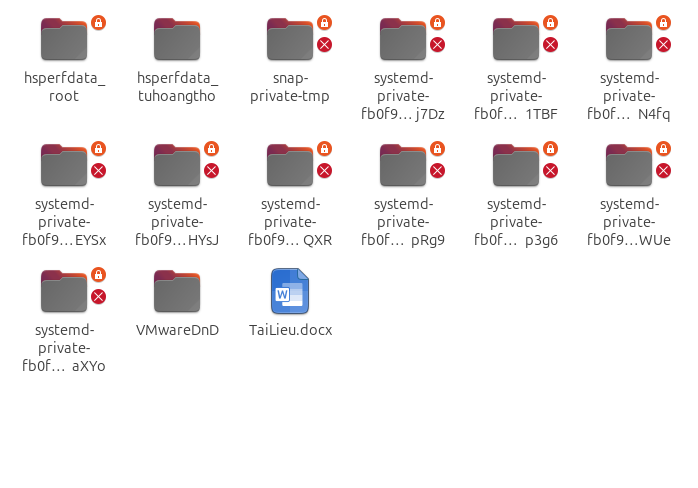 hsperfdata_
root
hsperfdata_
tuhoangtho
snap-
private-tmp
systemd-
private-
fb0f9…j7Dz
systemd-
private-
fb0f… 1TBF
systemd-
private-
fb0f… N4fq
systemd-
private-
fb0f9…EYSx
systemd-
private-
fb0f9…HYsJ
systemd-
private-
fb0f9… QXR
systemd-
private-
fb0f… pRg9
systemd-
private-
fb0f… p3g6
systemd-
private-
fb0f9…WUe
systemd-
private-
fb0f… aXYo
VMwareDnD
W
TaiLieu.docx